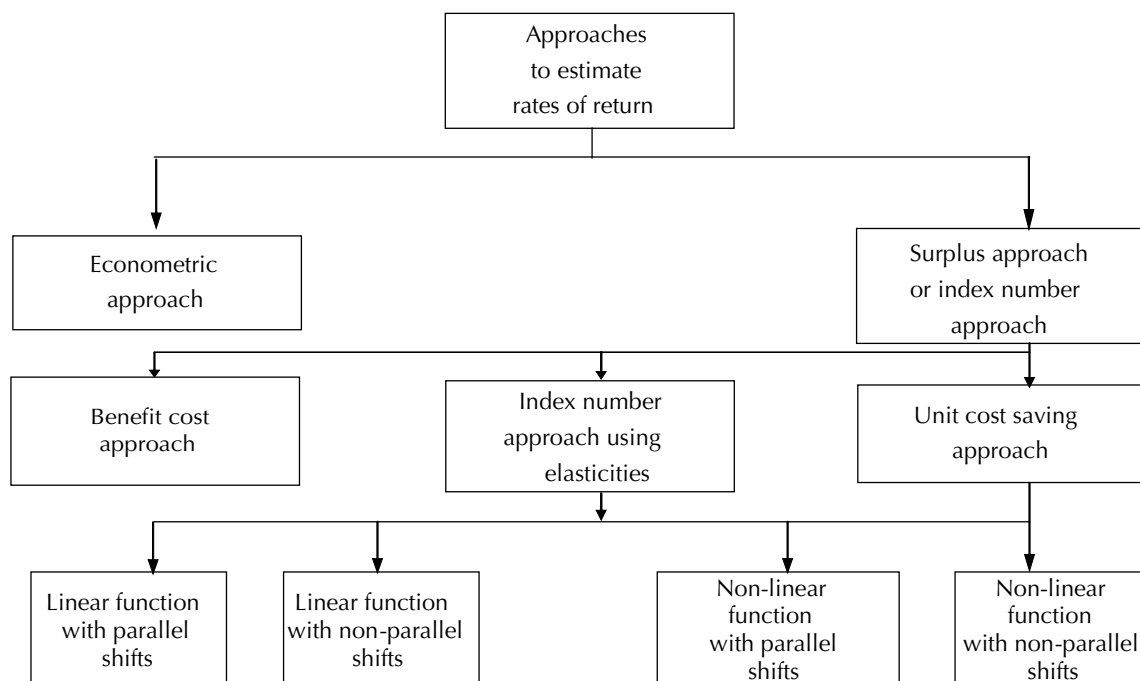 Approaches
to estimate
rates of return
Econometric
approach
Surplus approach
or index number
approach
Benefit cost
approach
Index number
approach using
elasticities
Unit cost saving
approach
Linear function
with parallel
shifts
Linear function
with non-parallel
shifts
Non-linear
function
with parallel
shifts
Non-linear
function
with non-parallel
shifts